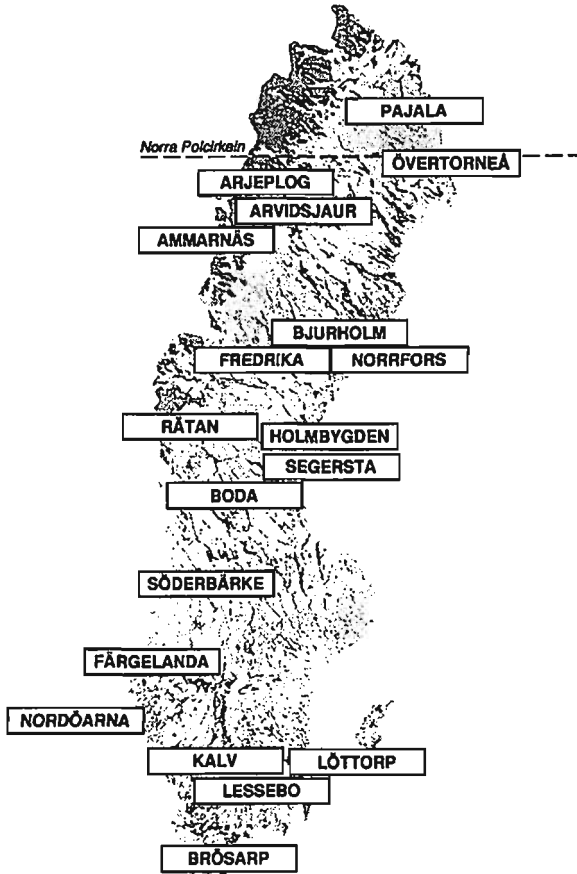 PAJALA
Norra Polcirkeln
ÖVERTORNEÅ
ARJEPLOG
ARVIDSJAUR
AMMARNÄS
BJURHOLM
FREDRIKA
NORRFORS
RÄTAN
HOLMBYGDEN
SEGERSTA
BODA
SÖDERBÄRKE
FÄRGELANDA
NORDÖARNA
KALV
LÖTTORP
LESSEBO
BRÖSARP